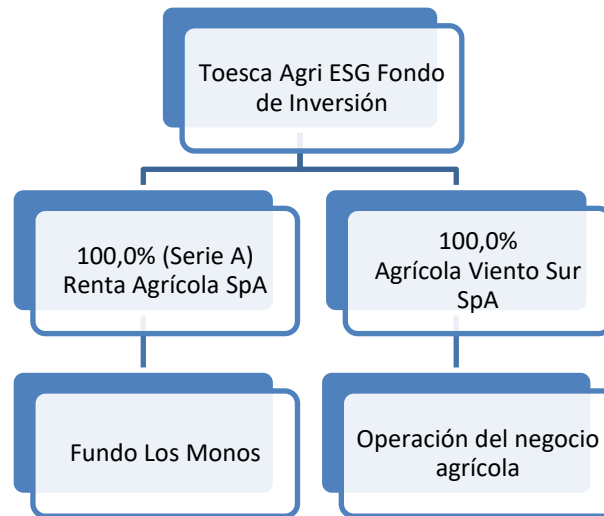 Toesca Agri ESG Fondo
de Inversión
100,0% (Serie A)
Renta Agrícola SpA
100,0%
Agrícola Viento Sur
SpA
Fundo Los Monos
Operación del negocio
agrícola